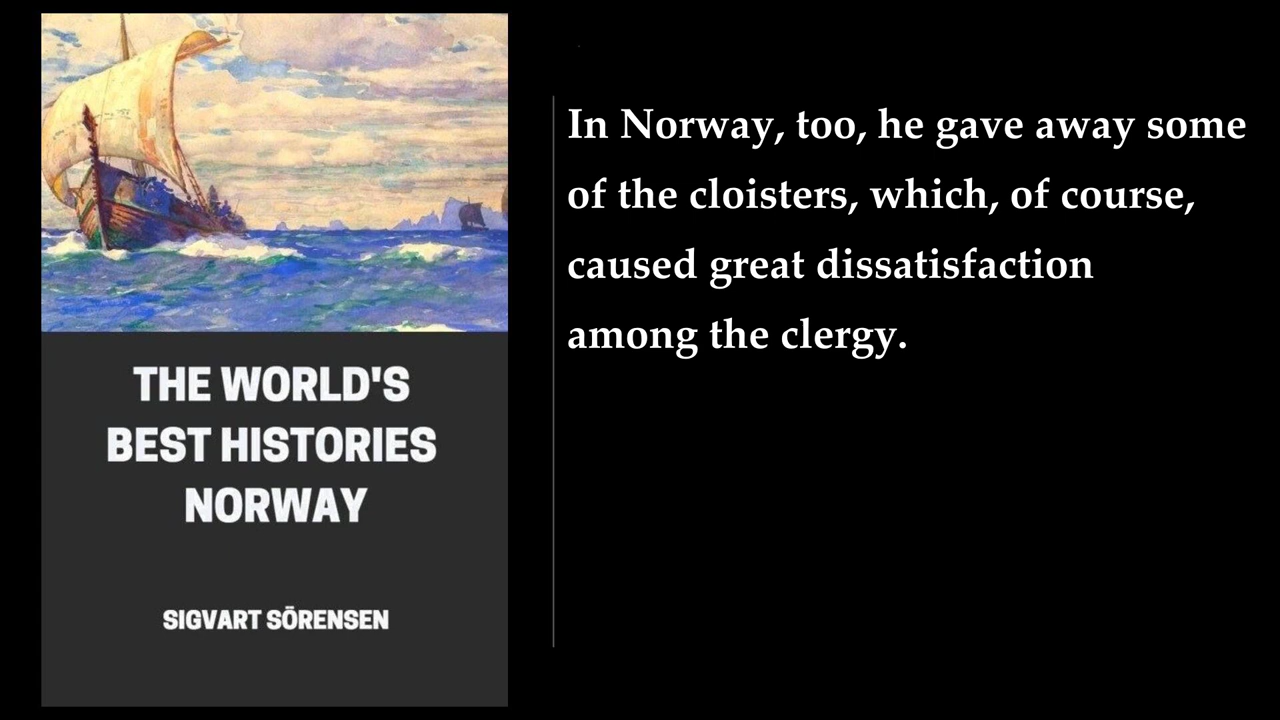 THE WORLD'S
BEST HISTORIES
NORWAY
SIGVART SÖRENSEN
In Norway, too, he gave away some
of the cloisters, which, of course,
caused great dissatisfaction
among the clergy.